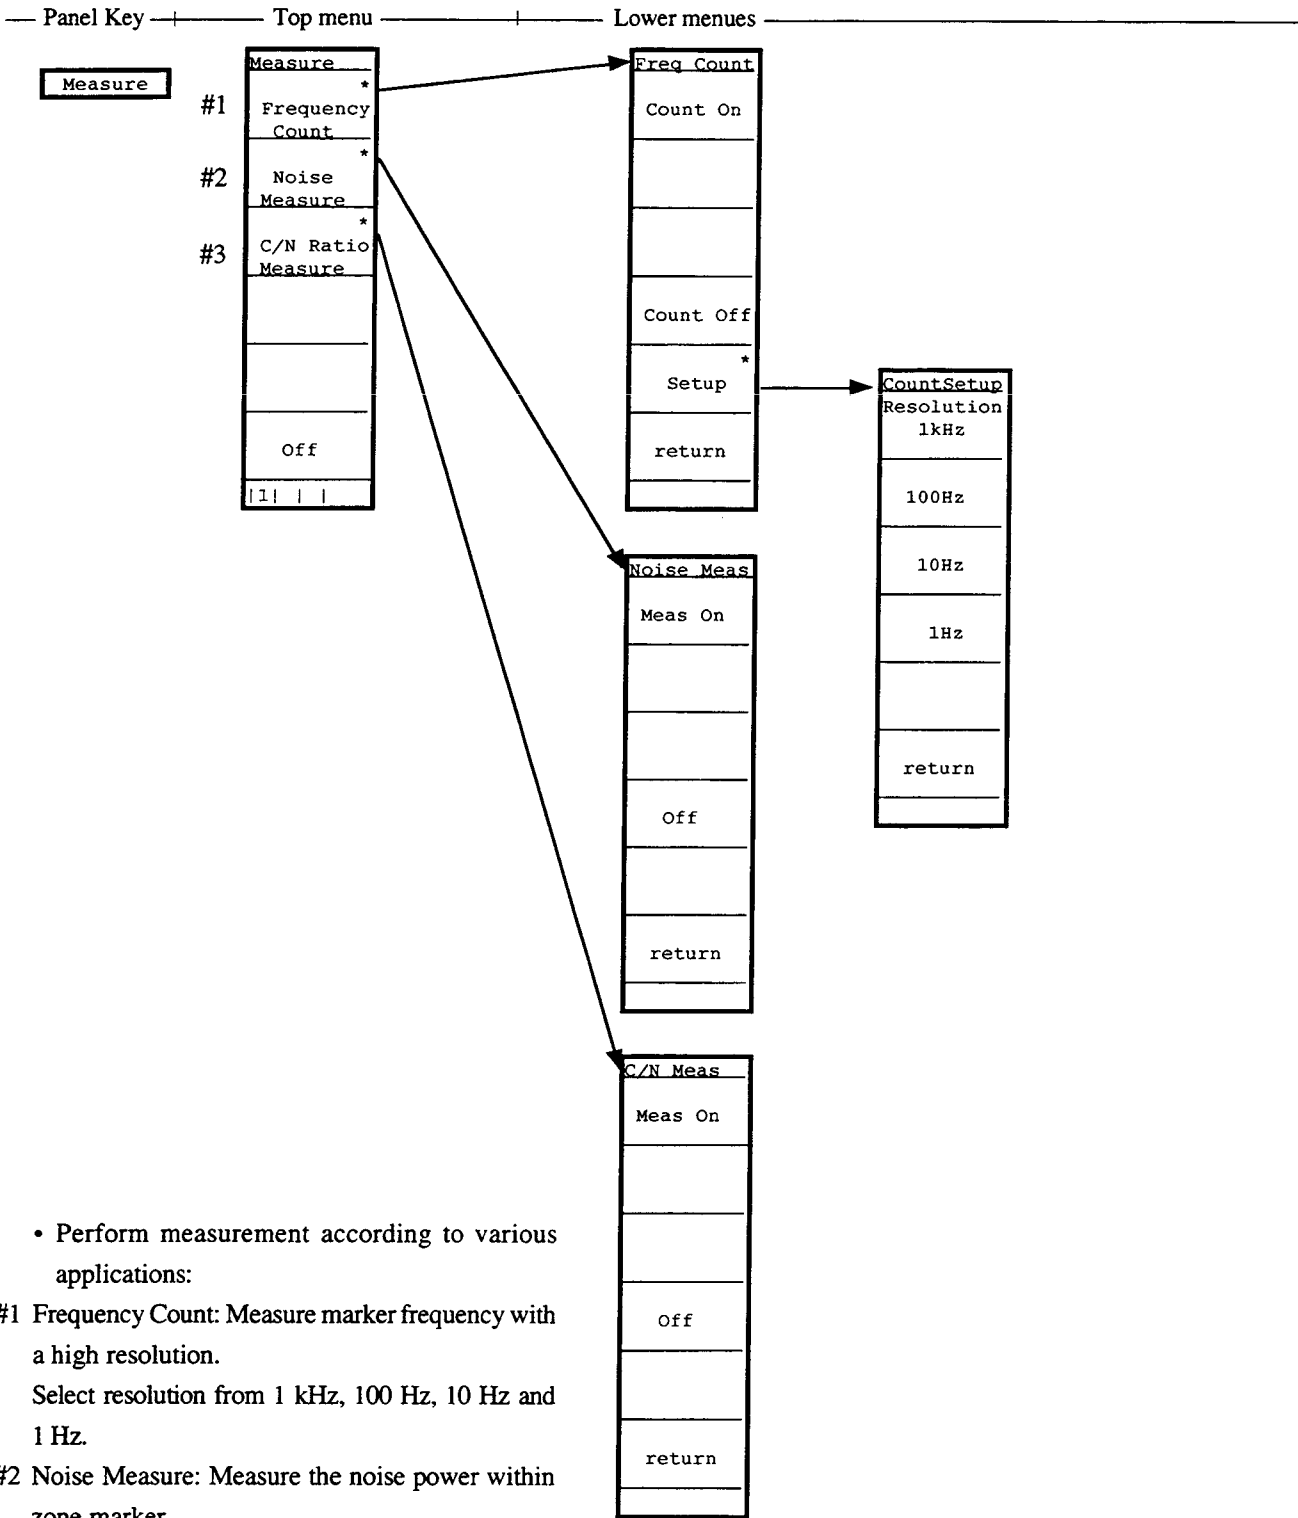 Panel Key
Top menu
Lower menues
Measure
Measure
#1
*
Frequency
Count
#2
*
Noise
Measure
#3
*
C/N Ratio
Measure
Off
|1| | |
Freq Count
Count On
Count Off
*
Setup
return
CountSetup
Resolution
1kHz
100Hz
10Hz
1Hz
return
Noise Meas
Meas On
Off
return
C/N Meas
Meas On
Off
return
• Perform measurement according to various
applications:
#1 Frequency Count: Measure marker frequency with
a high resolution.
Select resolution from 1 kHz, 100 Hz, 10 Hz and
1 Hz.
#2 Noise Measure: Measure the noise power within
zone marker